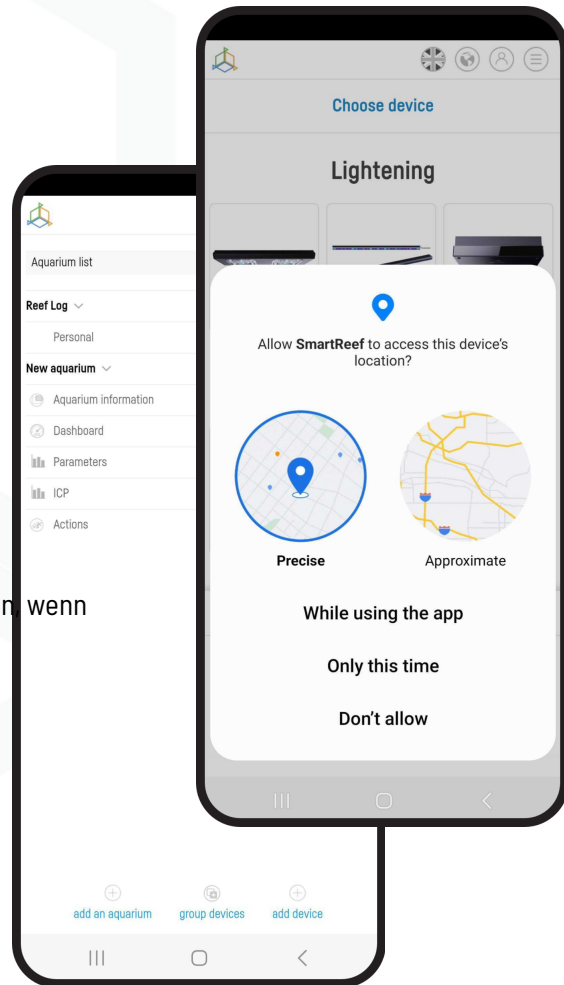 Choose device
Lightening
Allow SmartReef to access this device's
location?
Precise
Approximate
While using the app
Only this time
Don't allow
Aquarium list
Reef Log
Personal
New aquarium
Aquarium information
Dashboard
Parameters
ICP
Actions
wenn
add an aquarium
group devices
add device